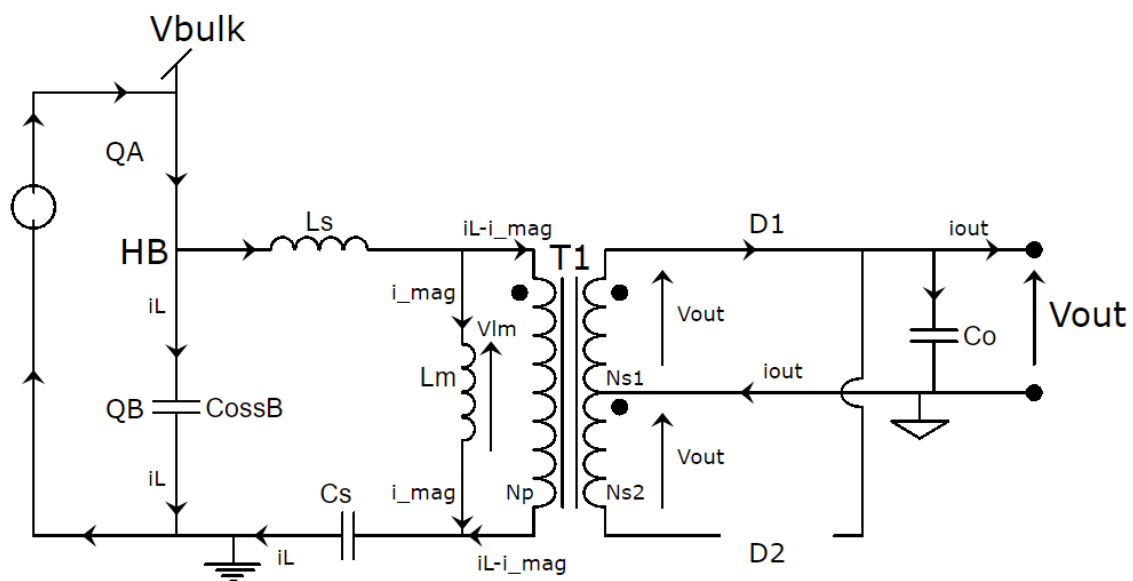 Vbulk
QA
HB
iL
QB
CossB
iL
iL
Ls
iL-i_mag
i_mag
Vlm
Lm
i_mag
Cs
Np
iL-i_mag
T1
D1
Vout
Ns1
iout
Vout
Ns2
D2
iout
Co
Vout